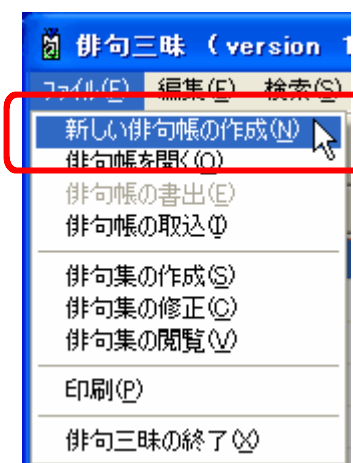 俳句三昧 (version 1
ファイル(F) 編集(E) 検索(S)
新しい俳句帳の作成(N)
俳句帳を開く(O)
俳句帳の書出(E)
俳句帳の取込(I)
俳句集の作成(S)
俳句集の修正(C)
俳句集の閲覧(V)
印刷(P)
俳句三昧の終了(X)